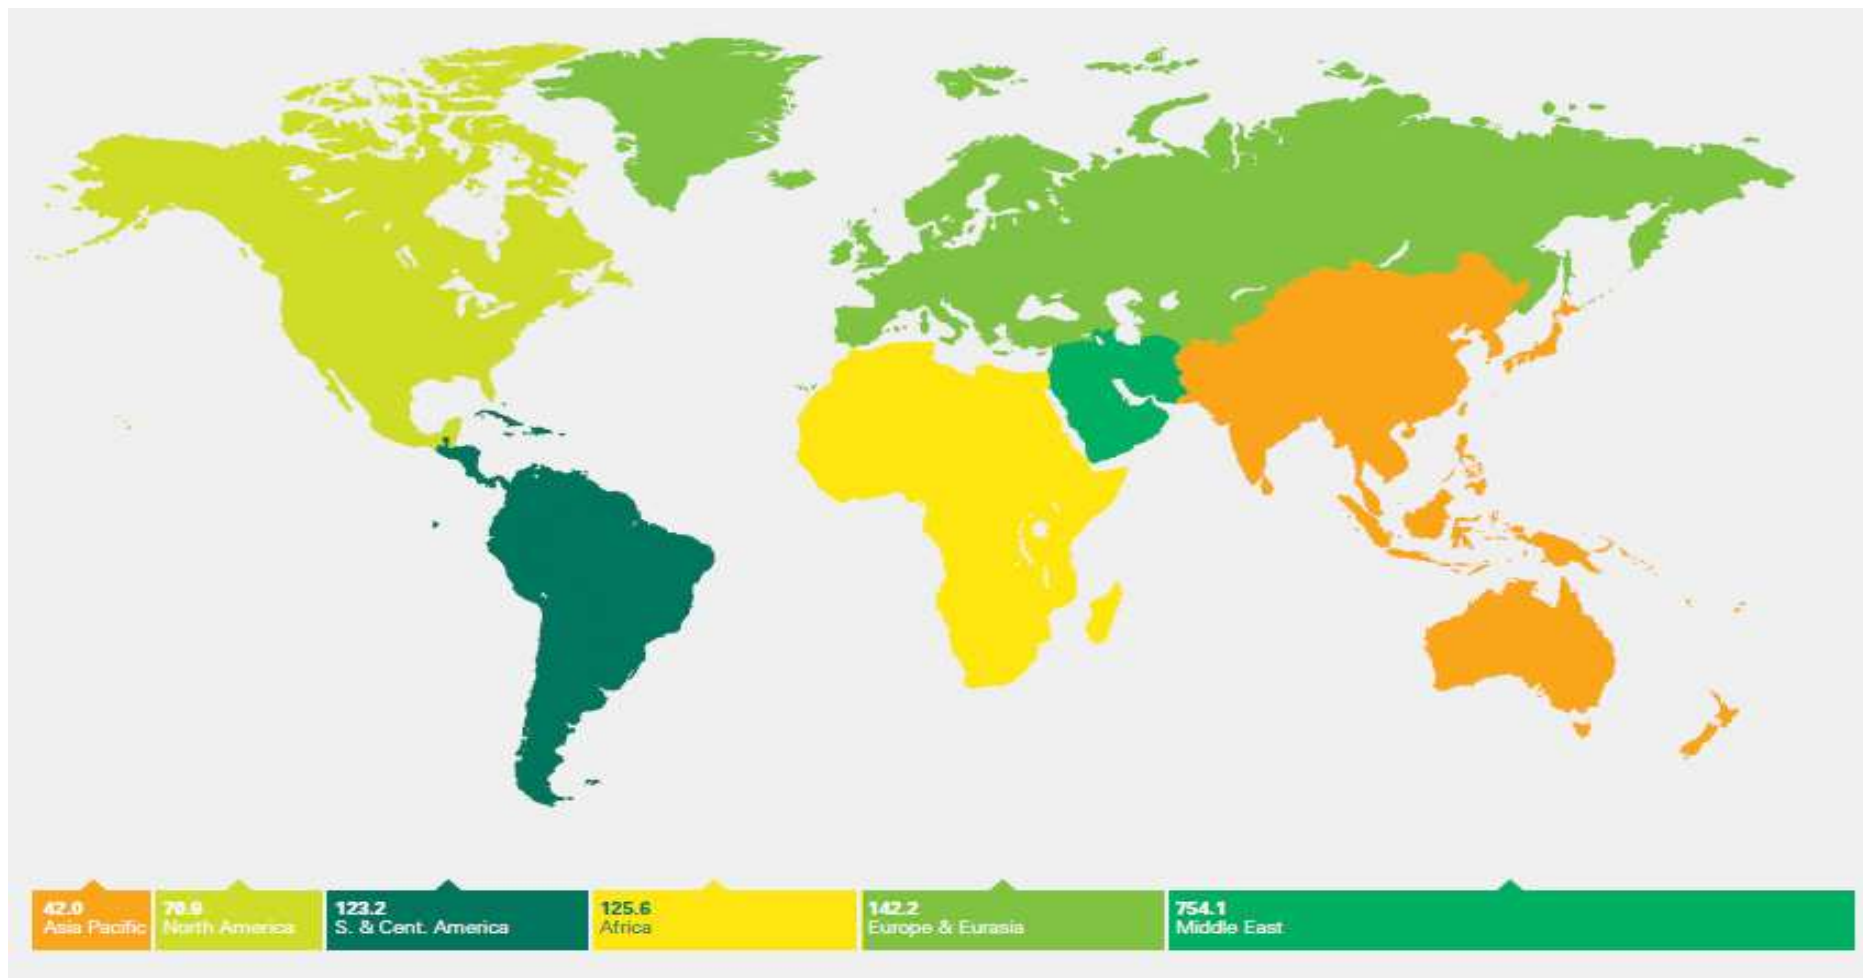 42.0
Asia Pacific
70.9
North America
123.2
S. & Cent. America
125.6
Africa
142.2
Europe & Eurasia
754.1
Middle East